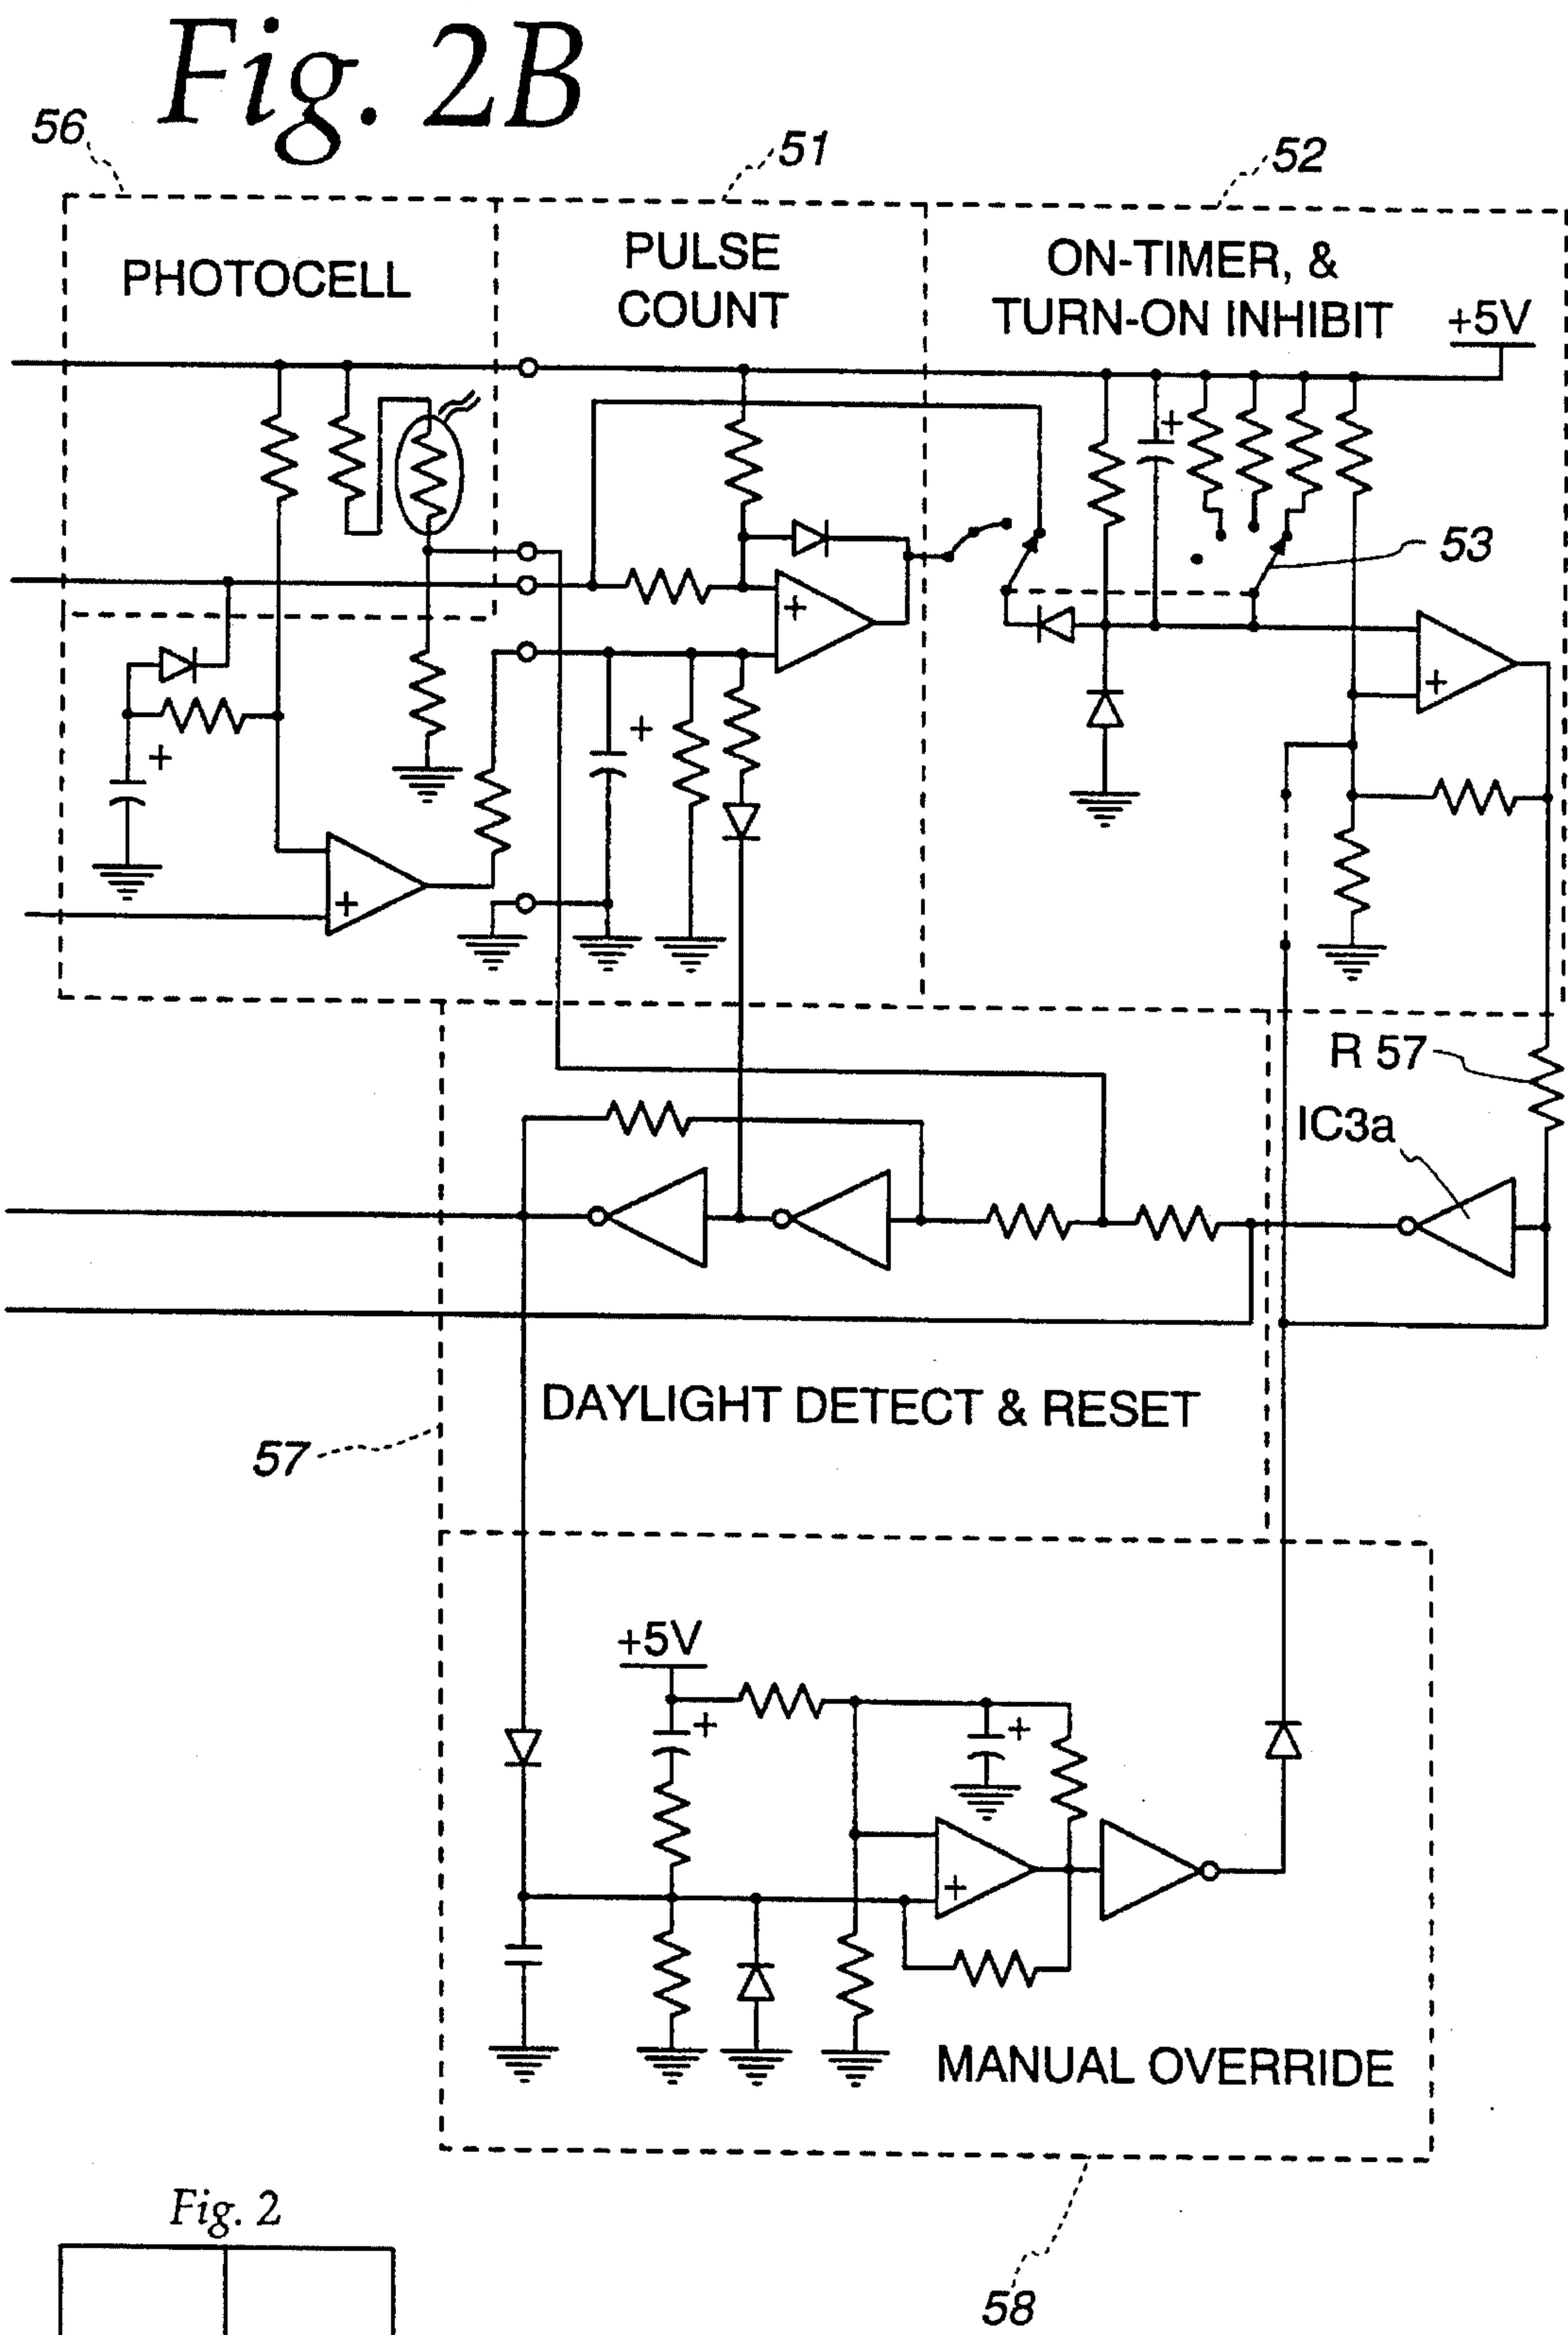 Fig. 2B
56
51
52
PHOTOCELL
PULSE
COUNT
ON-TIMER, &
TURN-ON INHIBIT
+5V
+
53
+
+
+
+
+
R 57
IC3a
DAYLIGHT DETECT & RESET
57
+5V
+
+
+
MANUAL OVERRIDE
Fig. 2
58